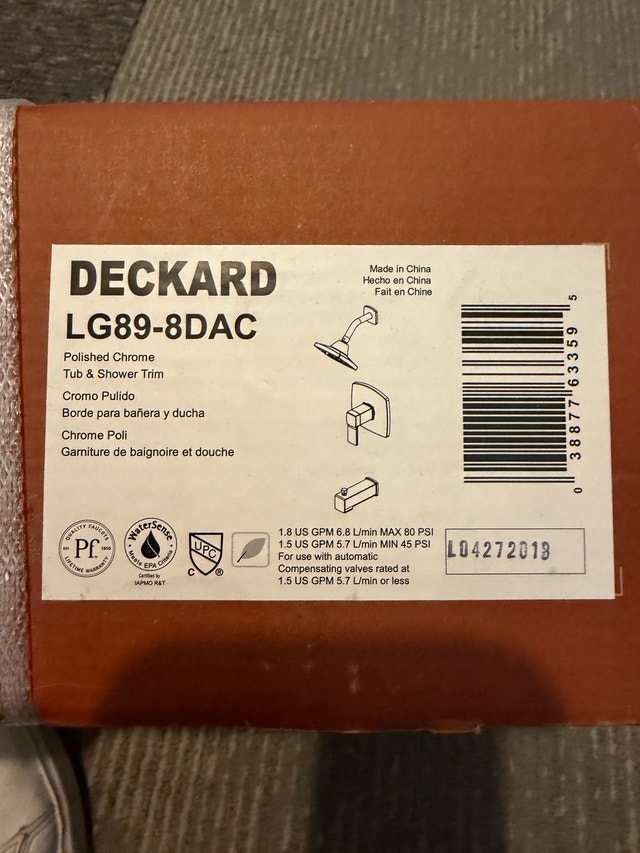 DECKARD
LG89-8DAC
Polished Chrome
Tub & Shower Trim
Cromo Pulido
Borde para bañera y ducha
Chrome Poli
Garniture de baignoire et douche
Made in China
Hecho en China
Fait en Chine
0 38877 63359 5
QUALITY FAUCETS
EST. Pf. 1910
LIFETIME WARRANTY
WaterSense
Meets EPA Criteria
Certified by
IAPMO R&T
UPC
C ®
1.8 US GPM 6.8 L/min MAX 80 PSI
1.5 US GPM 5.7 L/min MIN 45 PSI
For use with automatic
Compensating valves rated at
1.5 US GPM 5.7 L/min or less
L04272018